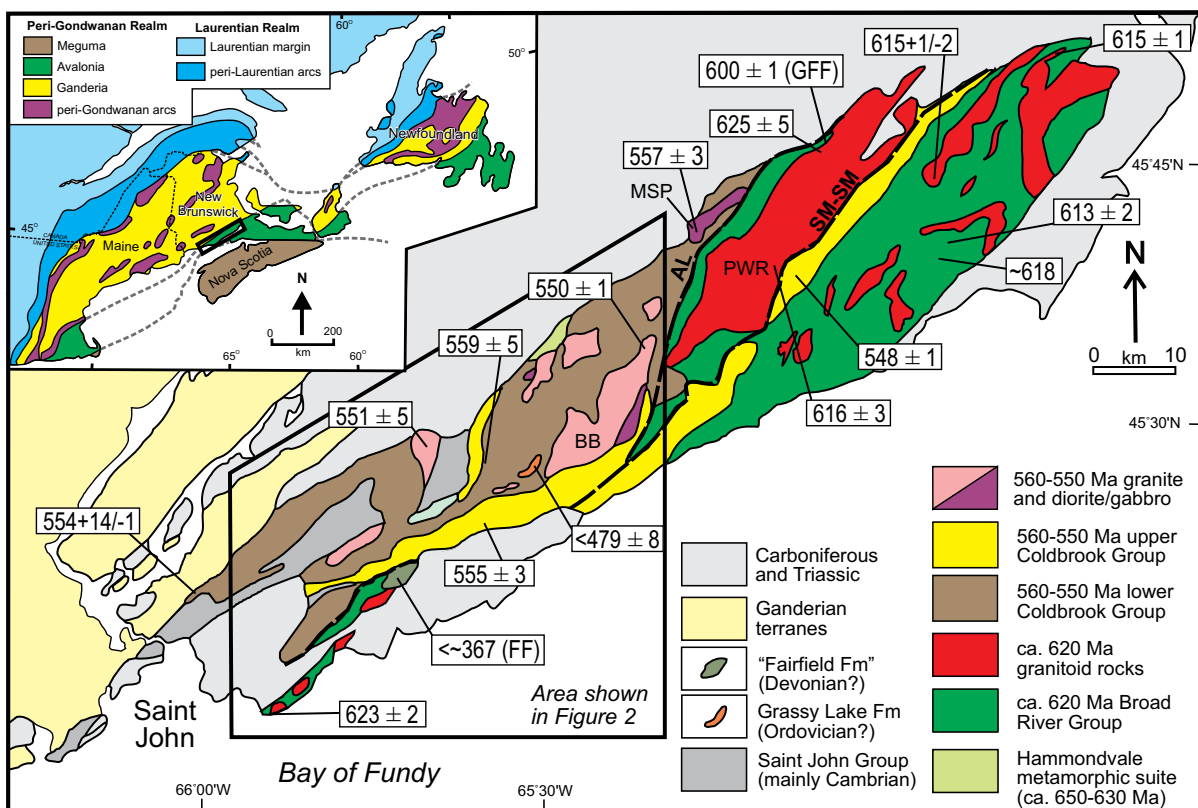 Peri-Gondwanan Realm
Meguma
Avalonia
Ganderia
peri-Gondwanan arcs
Laurentian Realm
Laurentian margin
peri-Laurentian arcs
60°
50°
45°
CANADA
UNITED STATES
Maine
New
Brunswick
Nova Scotia
Newfoundland
N
0 200
km
65°
60°
615+1/-2
615 ± 1
600 ± 1 (GFF)
625 ± 5
557 ± 3
MSP
SM-SM
AL
PWR
45°45'N
613 ± 2
~618
N
0 10
km
548 ± 1
616 ± 3
45°30'N
550 ± 1
559 ± 5
551 ± 5
BB
554+14/-1
<479 ± 8
555 ± 3
<~367 (FF)
623 ± 2
Area shown
in Figure 2
Saint
John
Bay of Fundy
66°00'W
65°30'W
Carboniferous
and Triassic
Ganderian
terranes
“Fairfield Fm”
(Devonian?)
Grassy Lake Fm
(Ordovician?)
Saint John Group
(mainly Cambrian)
560-550 Ma granite
and diorite/gabbro
560-550 Ma upper
Coldbrook Group
560-550 Ma lower
Coldbrook Group
ca. 620 Ma
granitoid rocks
ca. 620 Ma Broad
River Group
Hammondvale
metamorphic suite
(ca. 650-630 Ma)